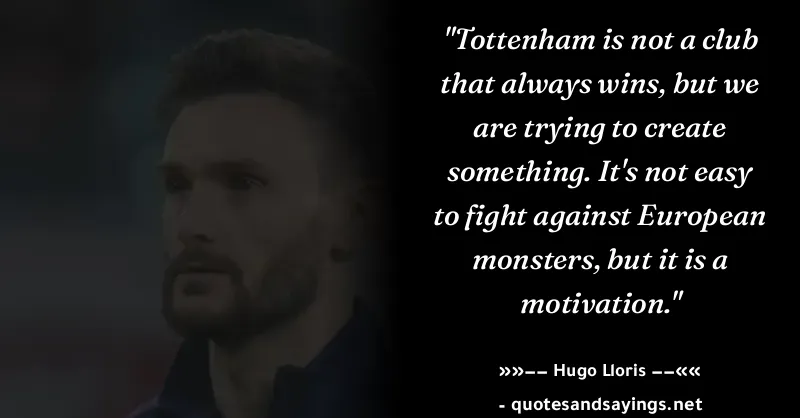 "Tottenham is not a club
that always wins, but we
are trying to create
something. It's not easy
to fight against European
monsters, but it is a
motivation."
»»−− Hugo Lloris −−««
- quotesandsayings.net